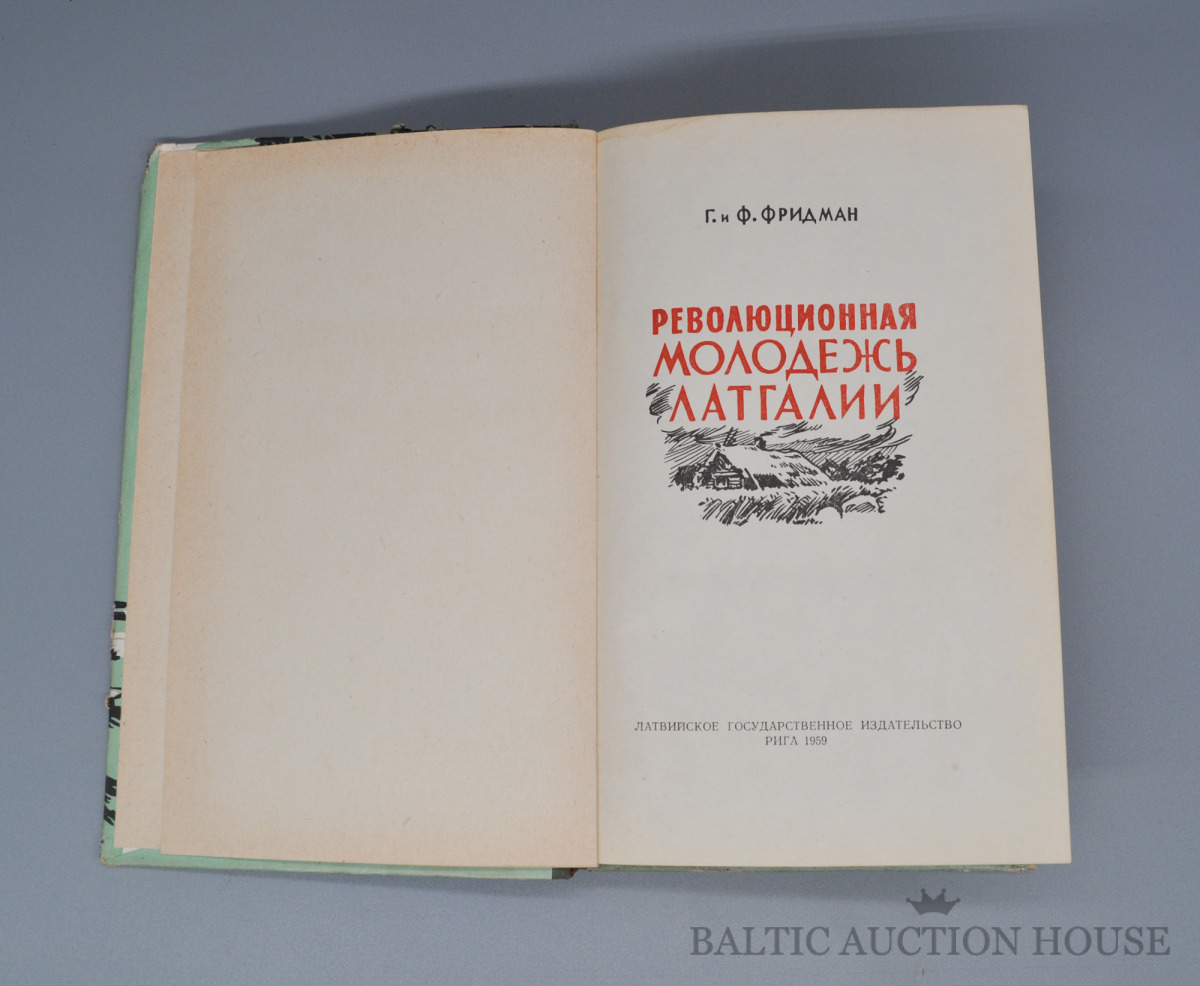 Г. и Ф. ФРИДМАН
РЕВОЛЮЦИОННАЯ
МОЛОДЕЖЬ
ЛАТГАЛИИ
ЛАТВИЙСКОЕ ГОСУДАРСТВЕННОЕ ИЗДАТЕЛЬСТВО
РИГА 1959
BALTIC AUCTION HOUSE